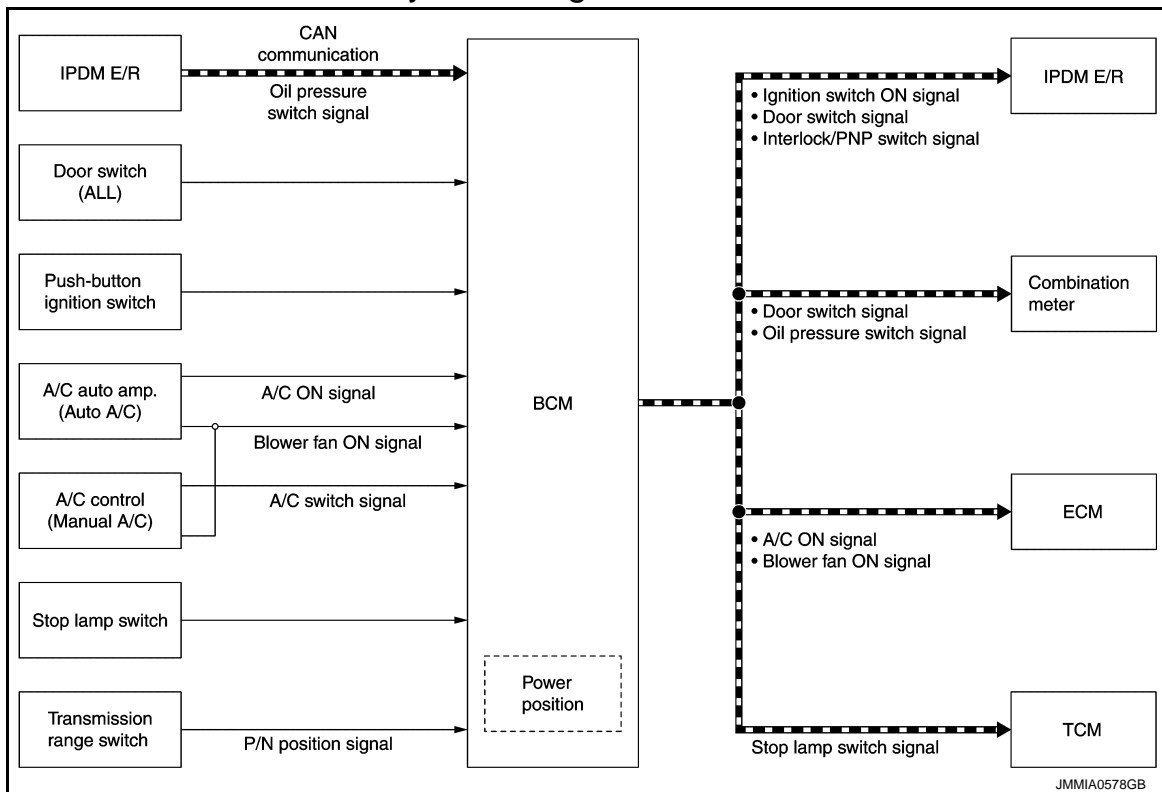 CAN
communication
IPDM E/R
Oil pressure
switch signal
Door switch
(ALL)
Push-button
ignition switch
A/C auto amp.
(Auto A/C)
A/C ON signal
Blower fan ON signal
A/C control
(Manual A/C)
A/C switch signal
Stop lamp switch
Transmission
range switch
P/N position signal
BCM
Power
position
IPDM E/R
• Ignition switch ON signal
• Door switch signal
• Interlock/PNP switch signal
Combination
meter
• Door switch signal
• Oil pressure switch signal
ECM
• A/C ON signal
• Blower fan ON signal
TCM
Stop lamp switch signal
JMMIA0578GB